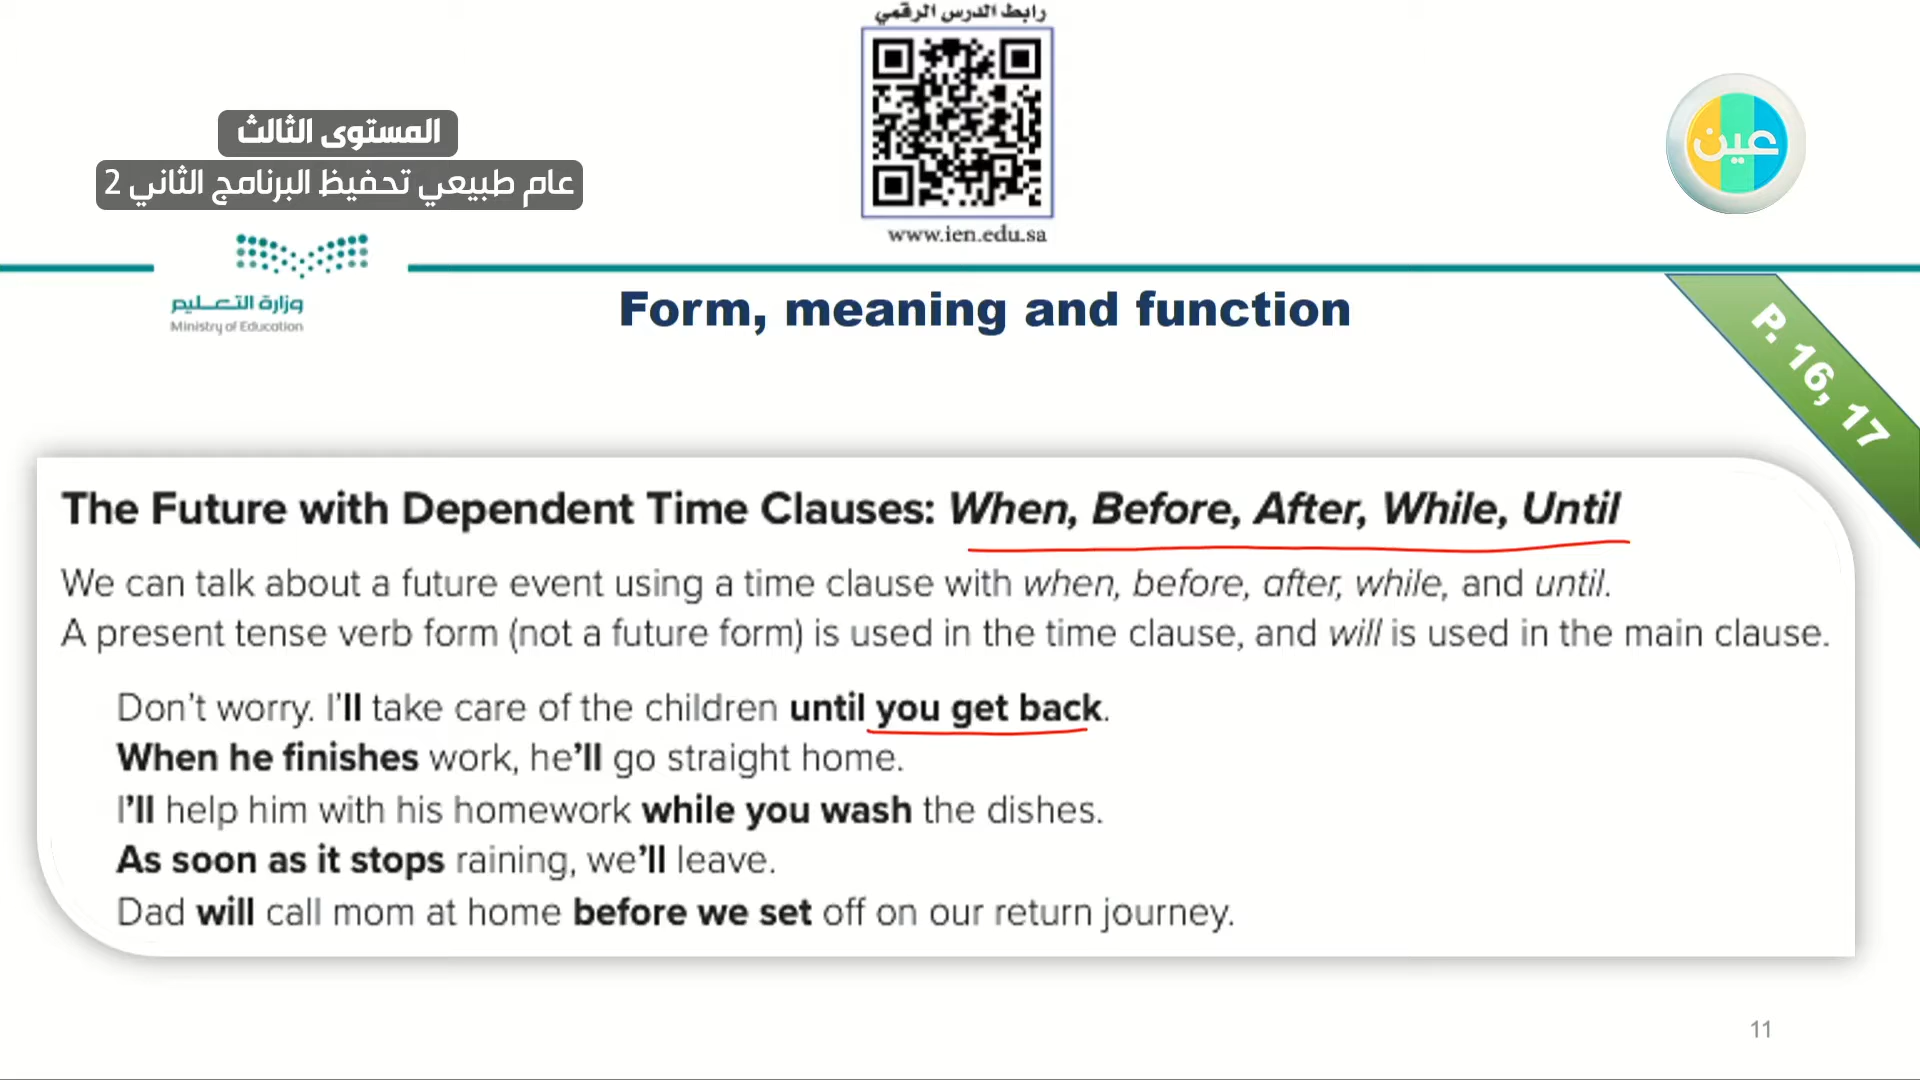 رابط الدرس الرقمي
www.ien.edu.sa
المستوى الثالث
عام طبيعي تحفيظ البرنامج الثاني 2
عين
وزارة التعليم
Ministry of Education
Form, meaning and function
P. 16, 17
The Future with Dependent Time Clauses: When, Before, After, While, Until
We can talk about a future event using a time clause with when, before, after, while, and until.
A present tense verb form (not a future form) is used in the time clause, and will is used in the main clause.
Don't worry. I'll take care of the children until you get back.
When he finishes work, he'll go straight home.
I'll help him with his homework while you wash the dishes.
As soon as it stops raining, we'll leave.
Dad will call mom at home before we set off on our return journey.
11